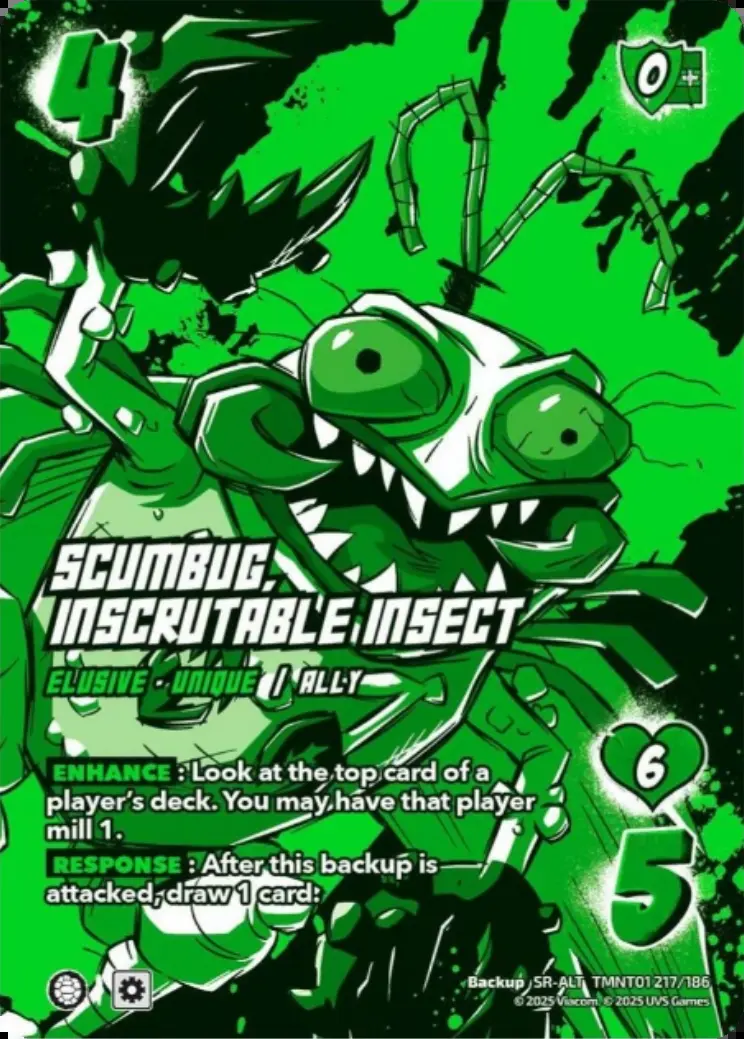 4
0
SCUMBUG,
INSCRUTABLE INSECT
ELUSIVE · UNIQUE / ALLY
ENHANCE : Look at the top card of a
player's deck. You may have that player
mill 1.
RESPONSE : After this backup is
attacked, draw 1 card.
6
5
Backup SR-ALT TMNT01 217/186
© 2025 Viacom. © 2025 UVS Games